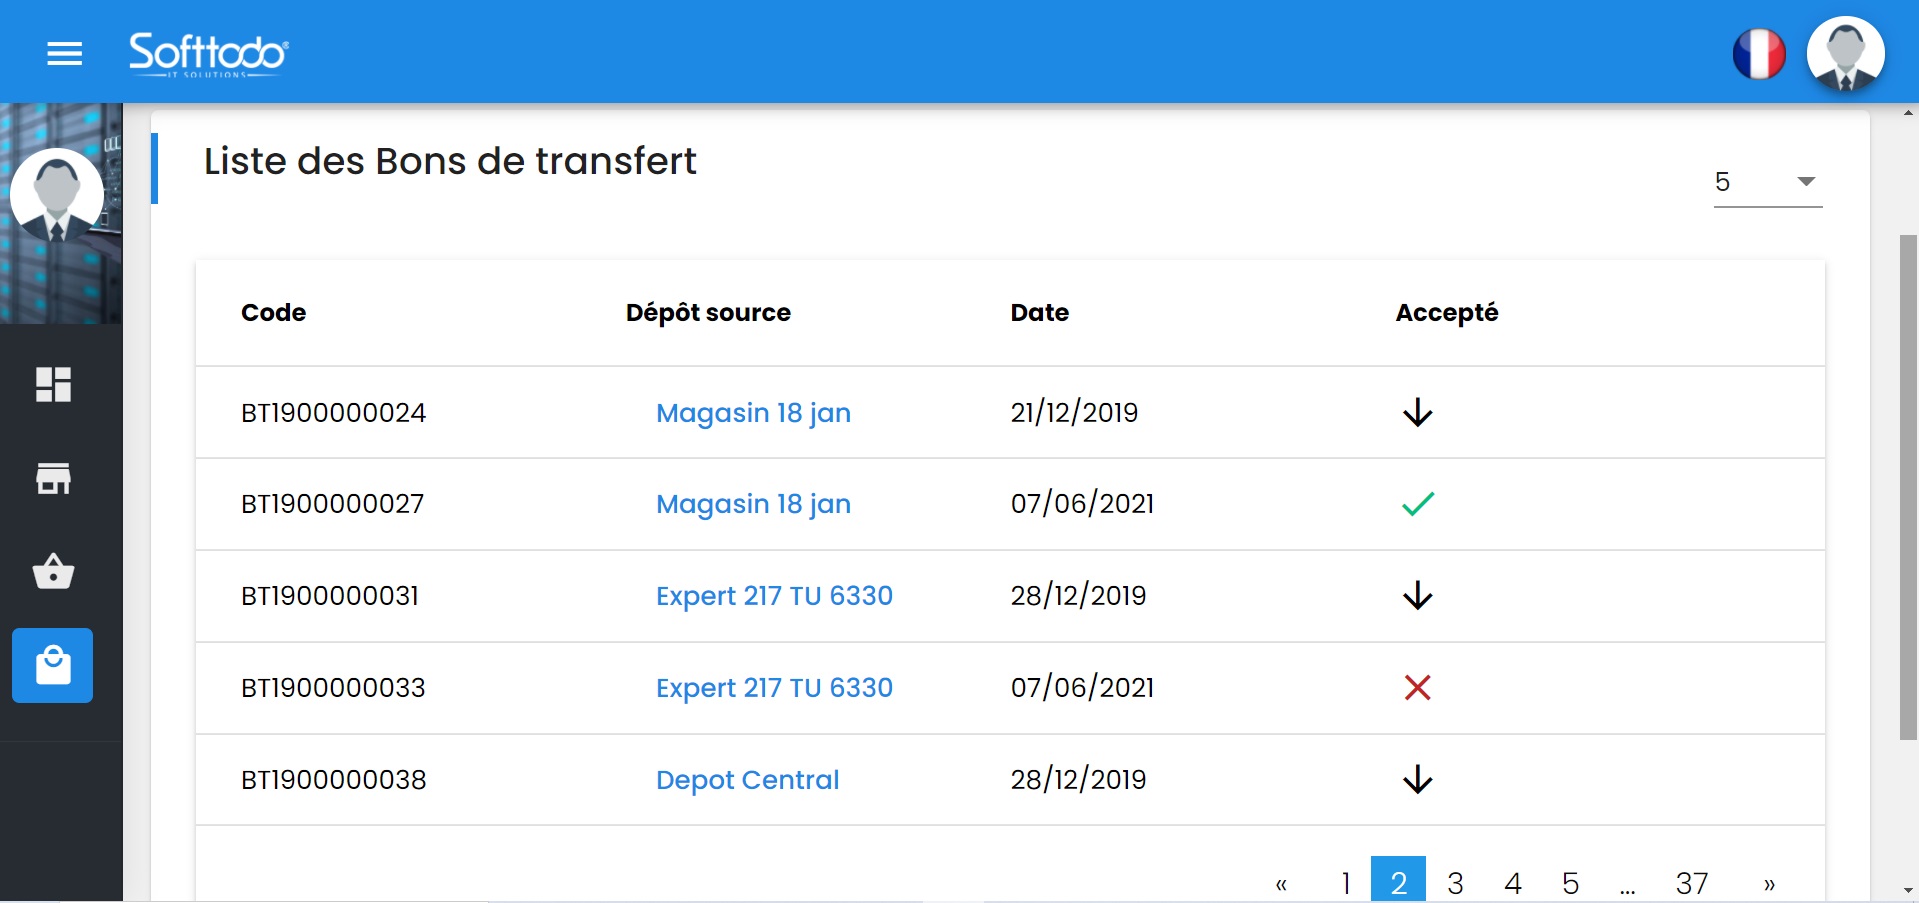 Softtodo®
IT SOLUTIONS
Liste des Bons de transfert
5
Code Dépôt source Date Accepté
BT1900000024 Magasin 18 jan 21/12/2019
BT1900000027 Magasin 18 jan 07/06/2021
BT1900000031 Expert 217 TU 6330 28/12/2019
BT1900000033 Expert 217 TU 6330 07/06/2021
BT1900000038 Depot Central 28/12/2019
« 1 2 3 4 5 ... 37 »